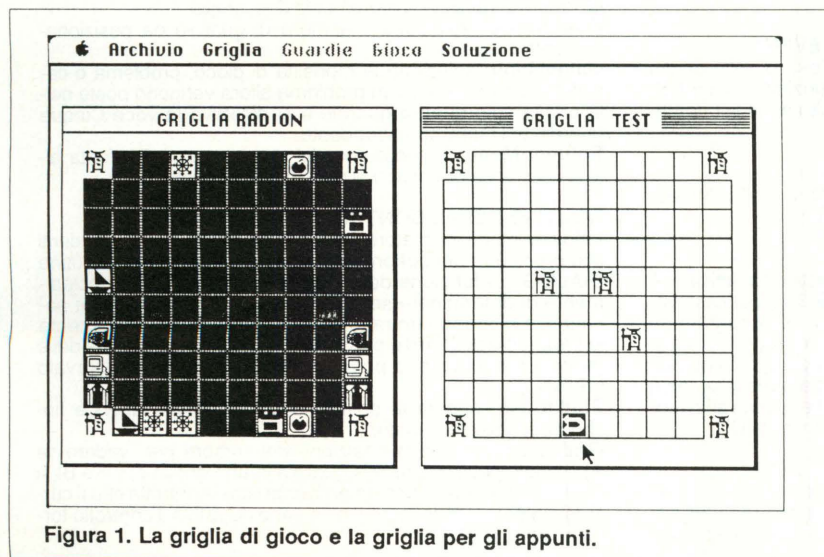 Archivio Griglia Guardie Gioco Soluzione
GRIGLIA RADION
GRIGLIA TEST
Figura 1. La griglia di gioco e la griglia per gli appunti.